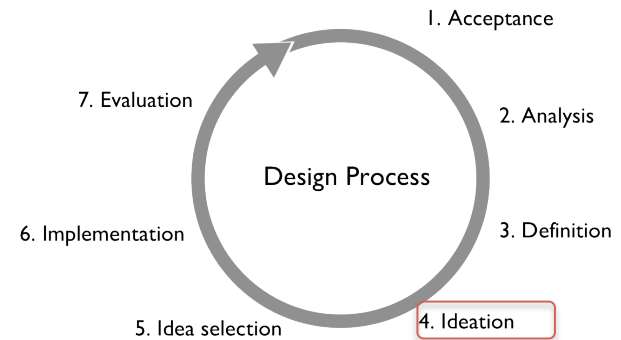 1. Acceptance
2. Analysis
3. Definition
4. Ideation
5. Idea selection
6. Implementation
7. Evaluation
Design Process